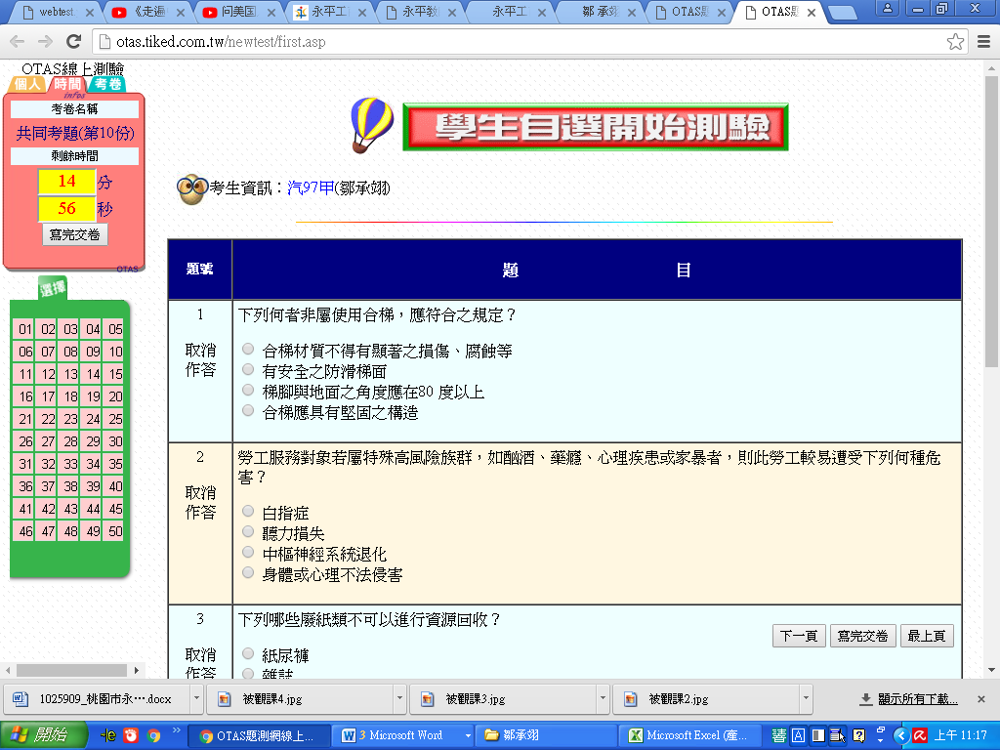 webtest.
《走遍
问美国
永平工
永平教
永平工
鄒 承翊
OTAS題
OTAS題
otas.tiked.com.tw/newtest/first.asp
OTAS線上測驗
個人 時間 考卷
infos
考卷名稱
共同考題(第10份)
剩餘時間
14 分
56 秒
寫完交卷
OTAS
選擇
01 02 03 04 05
06 07 08 09 10
11 12 13 14 15
16 17 18 19 20
21 22 23 24 25
26 27 28 29 30
31 32 33 34 35
36 37 38 39 40
41 42 43 44 45
46 47 48 49 50
學生自選開始測驗
考生資訊：汽97甲(鄒承翊)
題號 題 目
1
取消
作答
下列何者非屬使用合梯，應符合之規定？
合梯材質不得有顯著之損傷、腐蝕等
有安全之防滑梯面
梯腳與地面之角度應在80 度以上
合梯應具有堅固之構造
2
取消
作答
勞工服務對象若屬特殊高風險族群，如酗酒、藥癮、心理疾患或家暴者，則此勞工較易遭受下列何種危
害？
白指症
聽力損失
中樞神經系統退化
身體或心理不法侵害
3
取消
作答
下列哪些廢紙類不可以進行資源回收？
紙尿褲
雜誌
下一頁 寫完交卷 最上頁
1025909_桃園市永….docx
被觀課4.jpg
被觀課3.jpg
被觀課2.jpg
顯示所有下載...
開始
OTAS題測網線上...
3 Microsoft Word
鄒承翊
Microsoft Excel (產...
上午 11:17